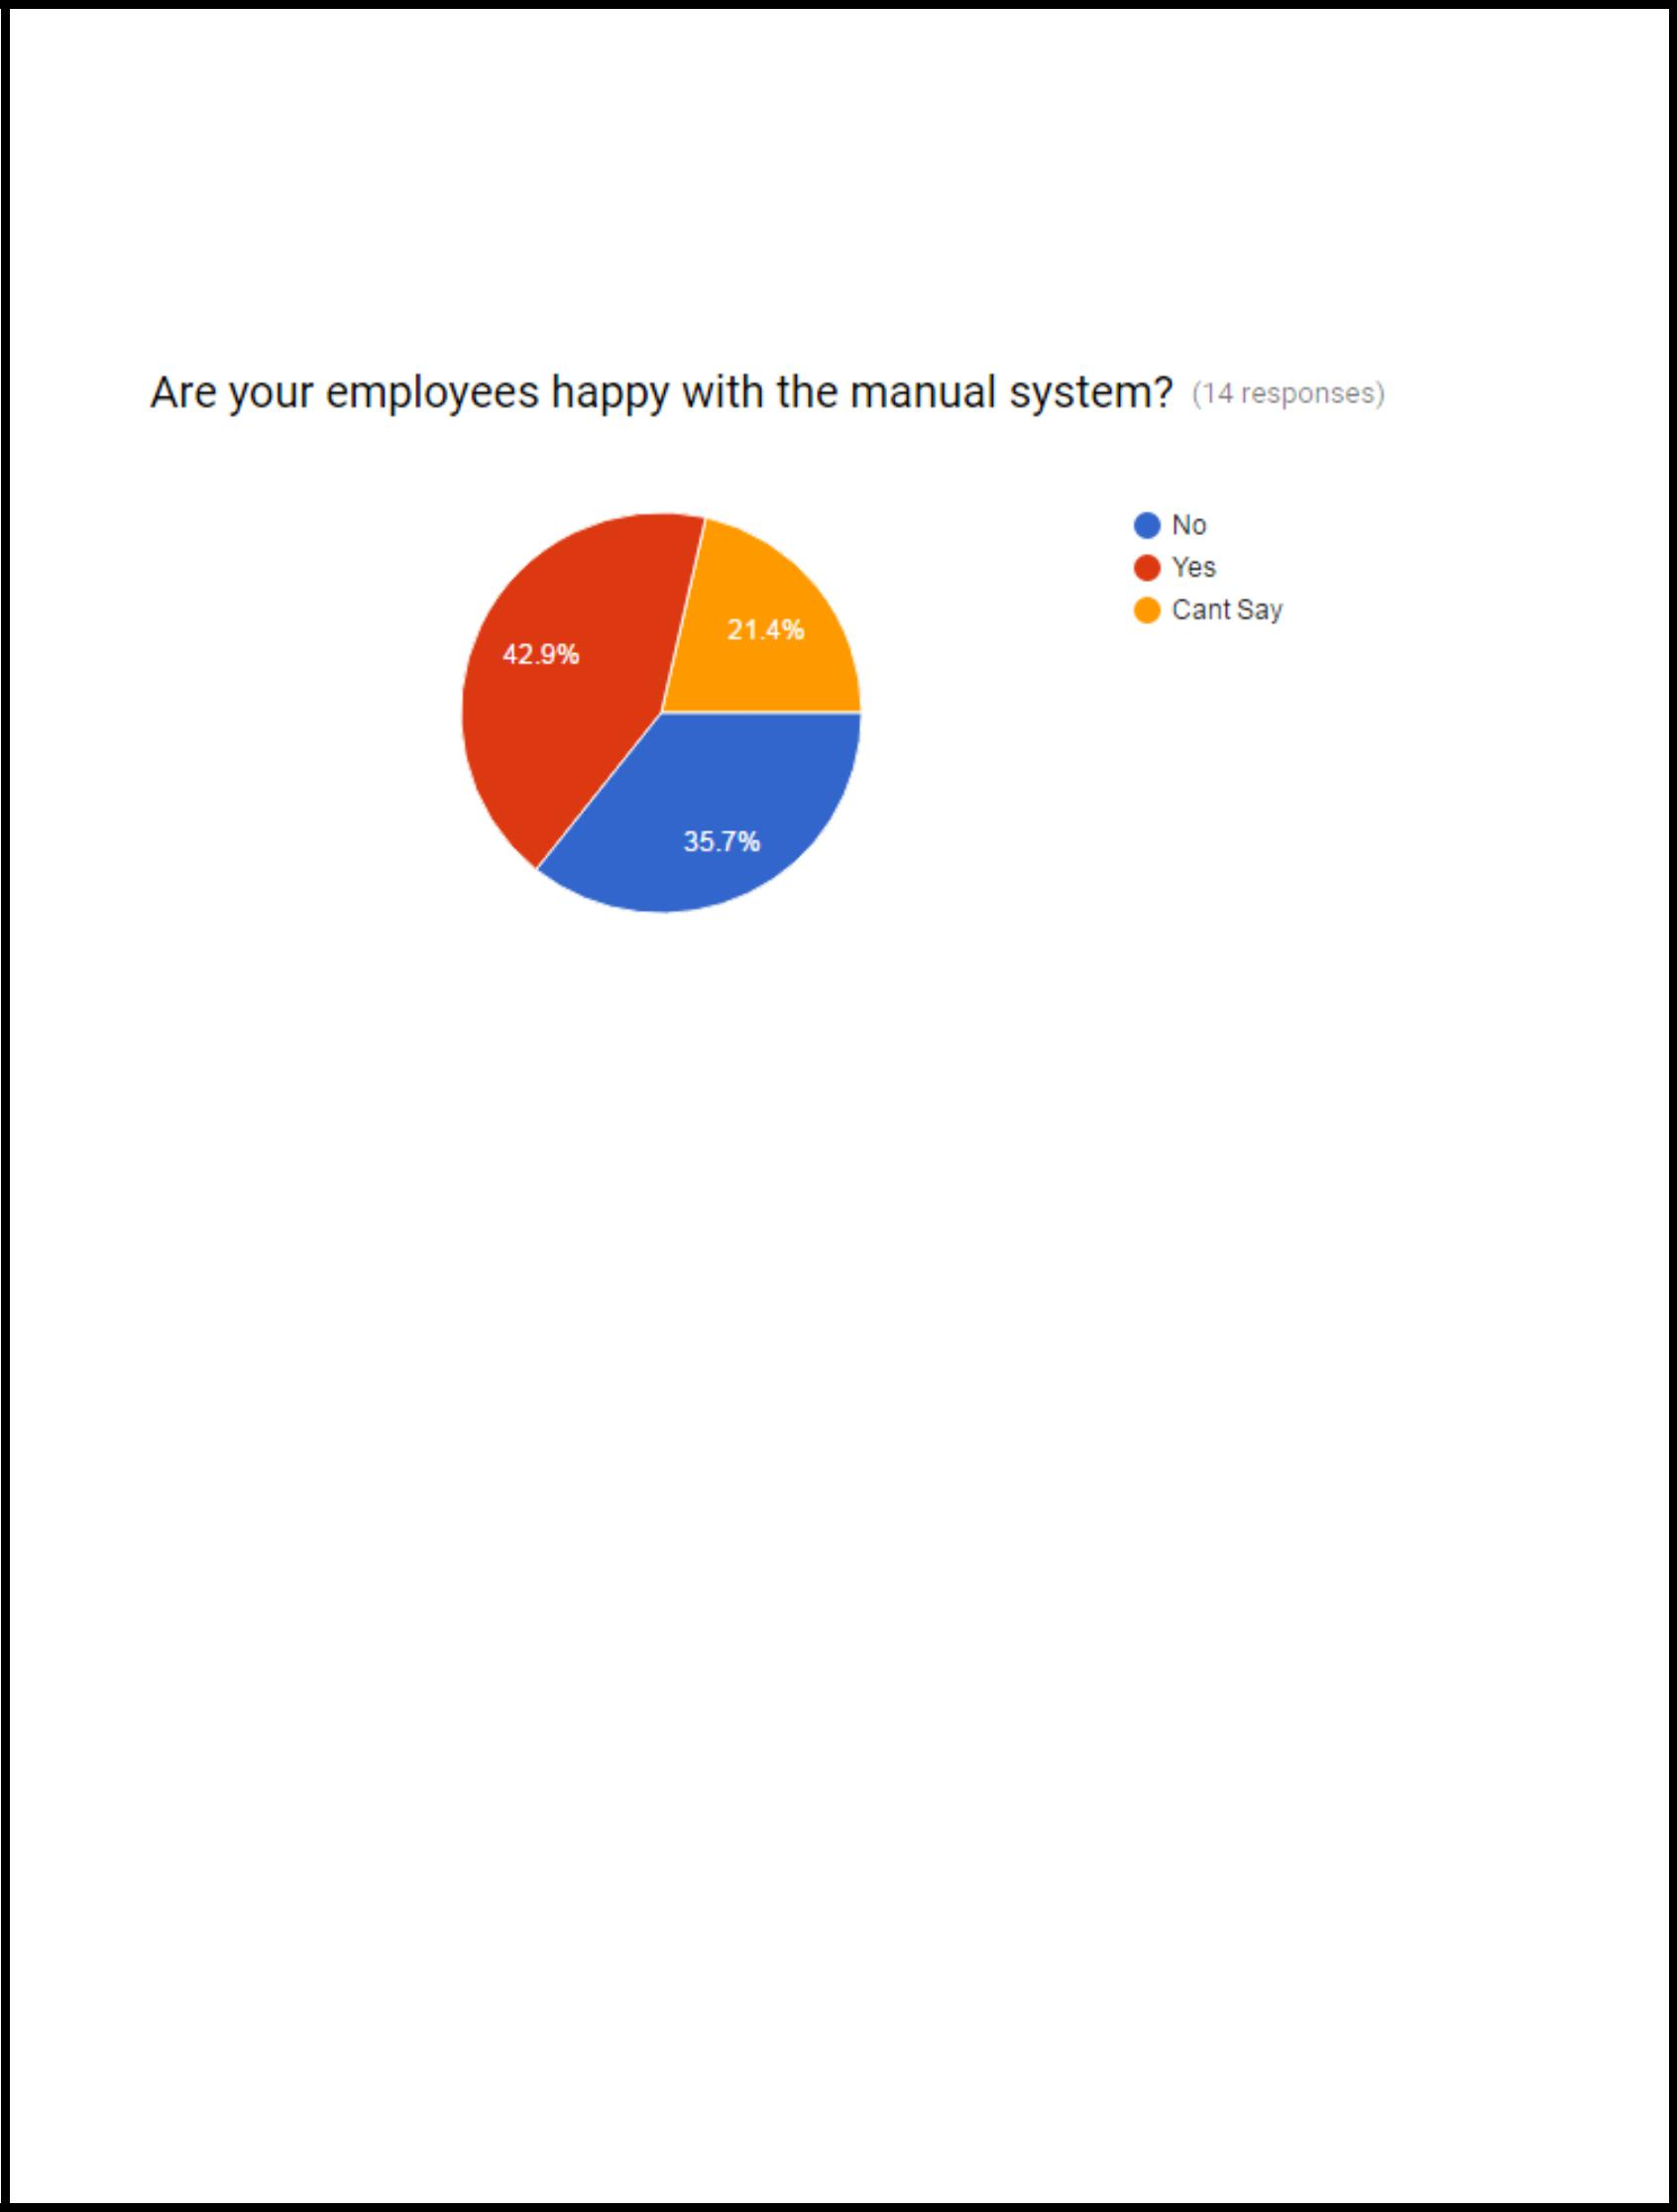 Are your employees happy with the manual system? (14 responses)
No
Yes
Cant Say
21.4%
42.9%
35.7%